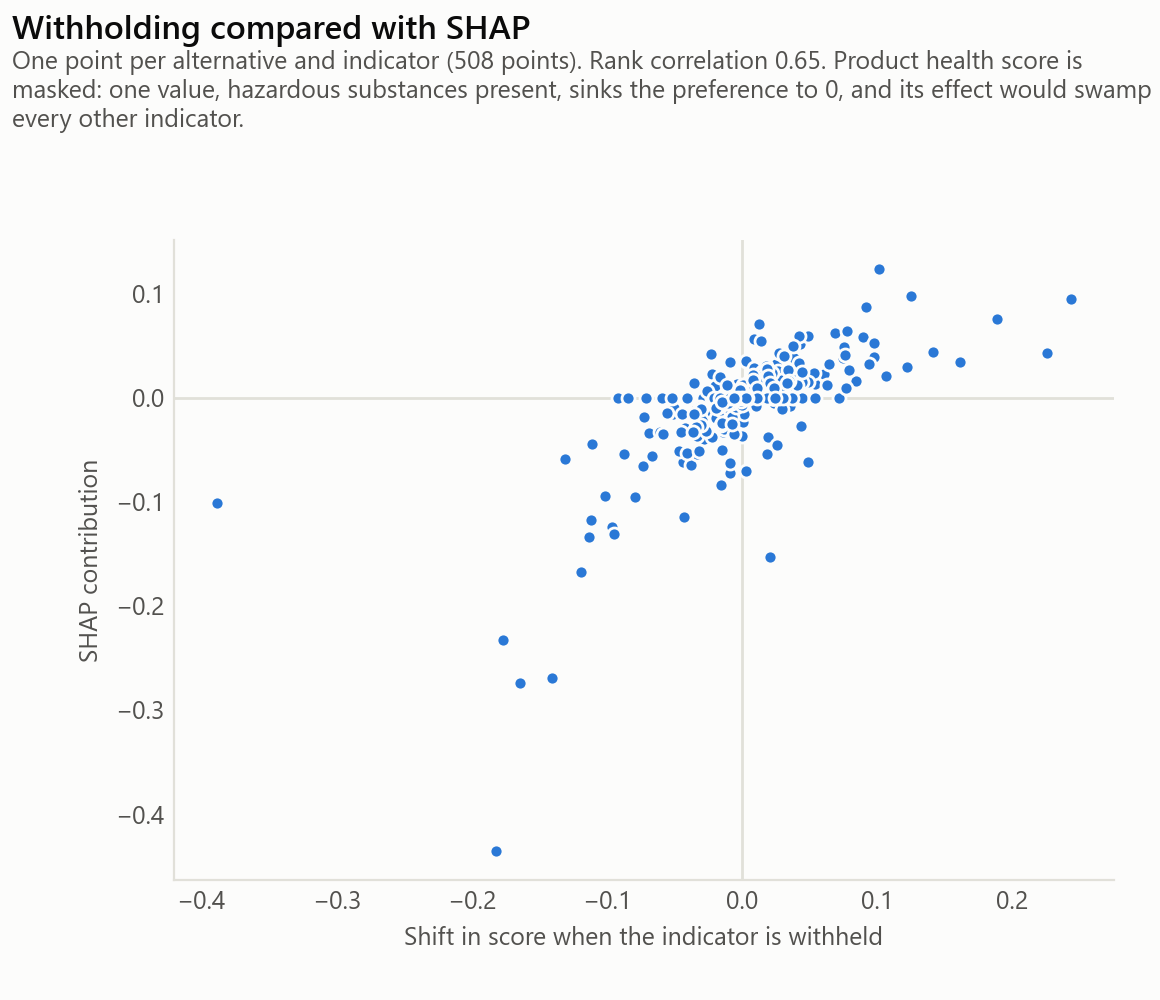 Withholding compared with SHAP
One point per alternative and indicator (508 points). Rank correlation 0.65. Product health score is
masked: one value, hazardous substances present, sinks the preference to 0, and its effect would swamp
every other indicator.
0.1
0.0
−0.1
−0.2
−0.3
−0.4
SHAP contribution
−0.4
−0.3
−0.2
−0.1
0.0
0.1
0.2
Shift in score when the indicator is withheld